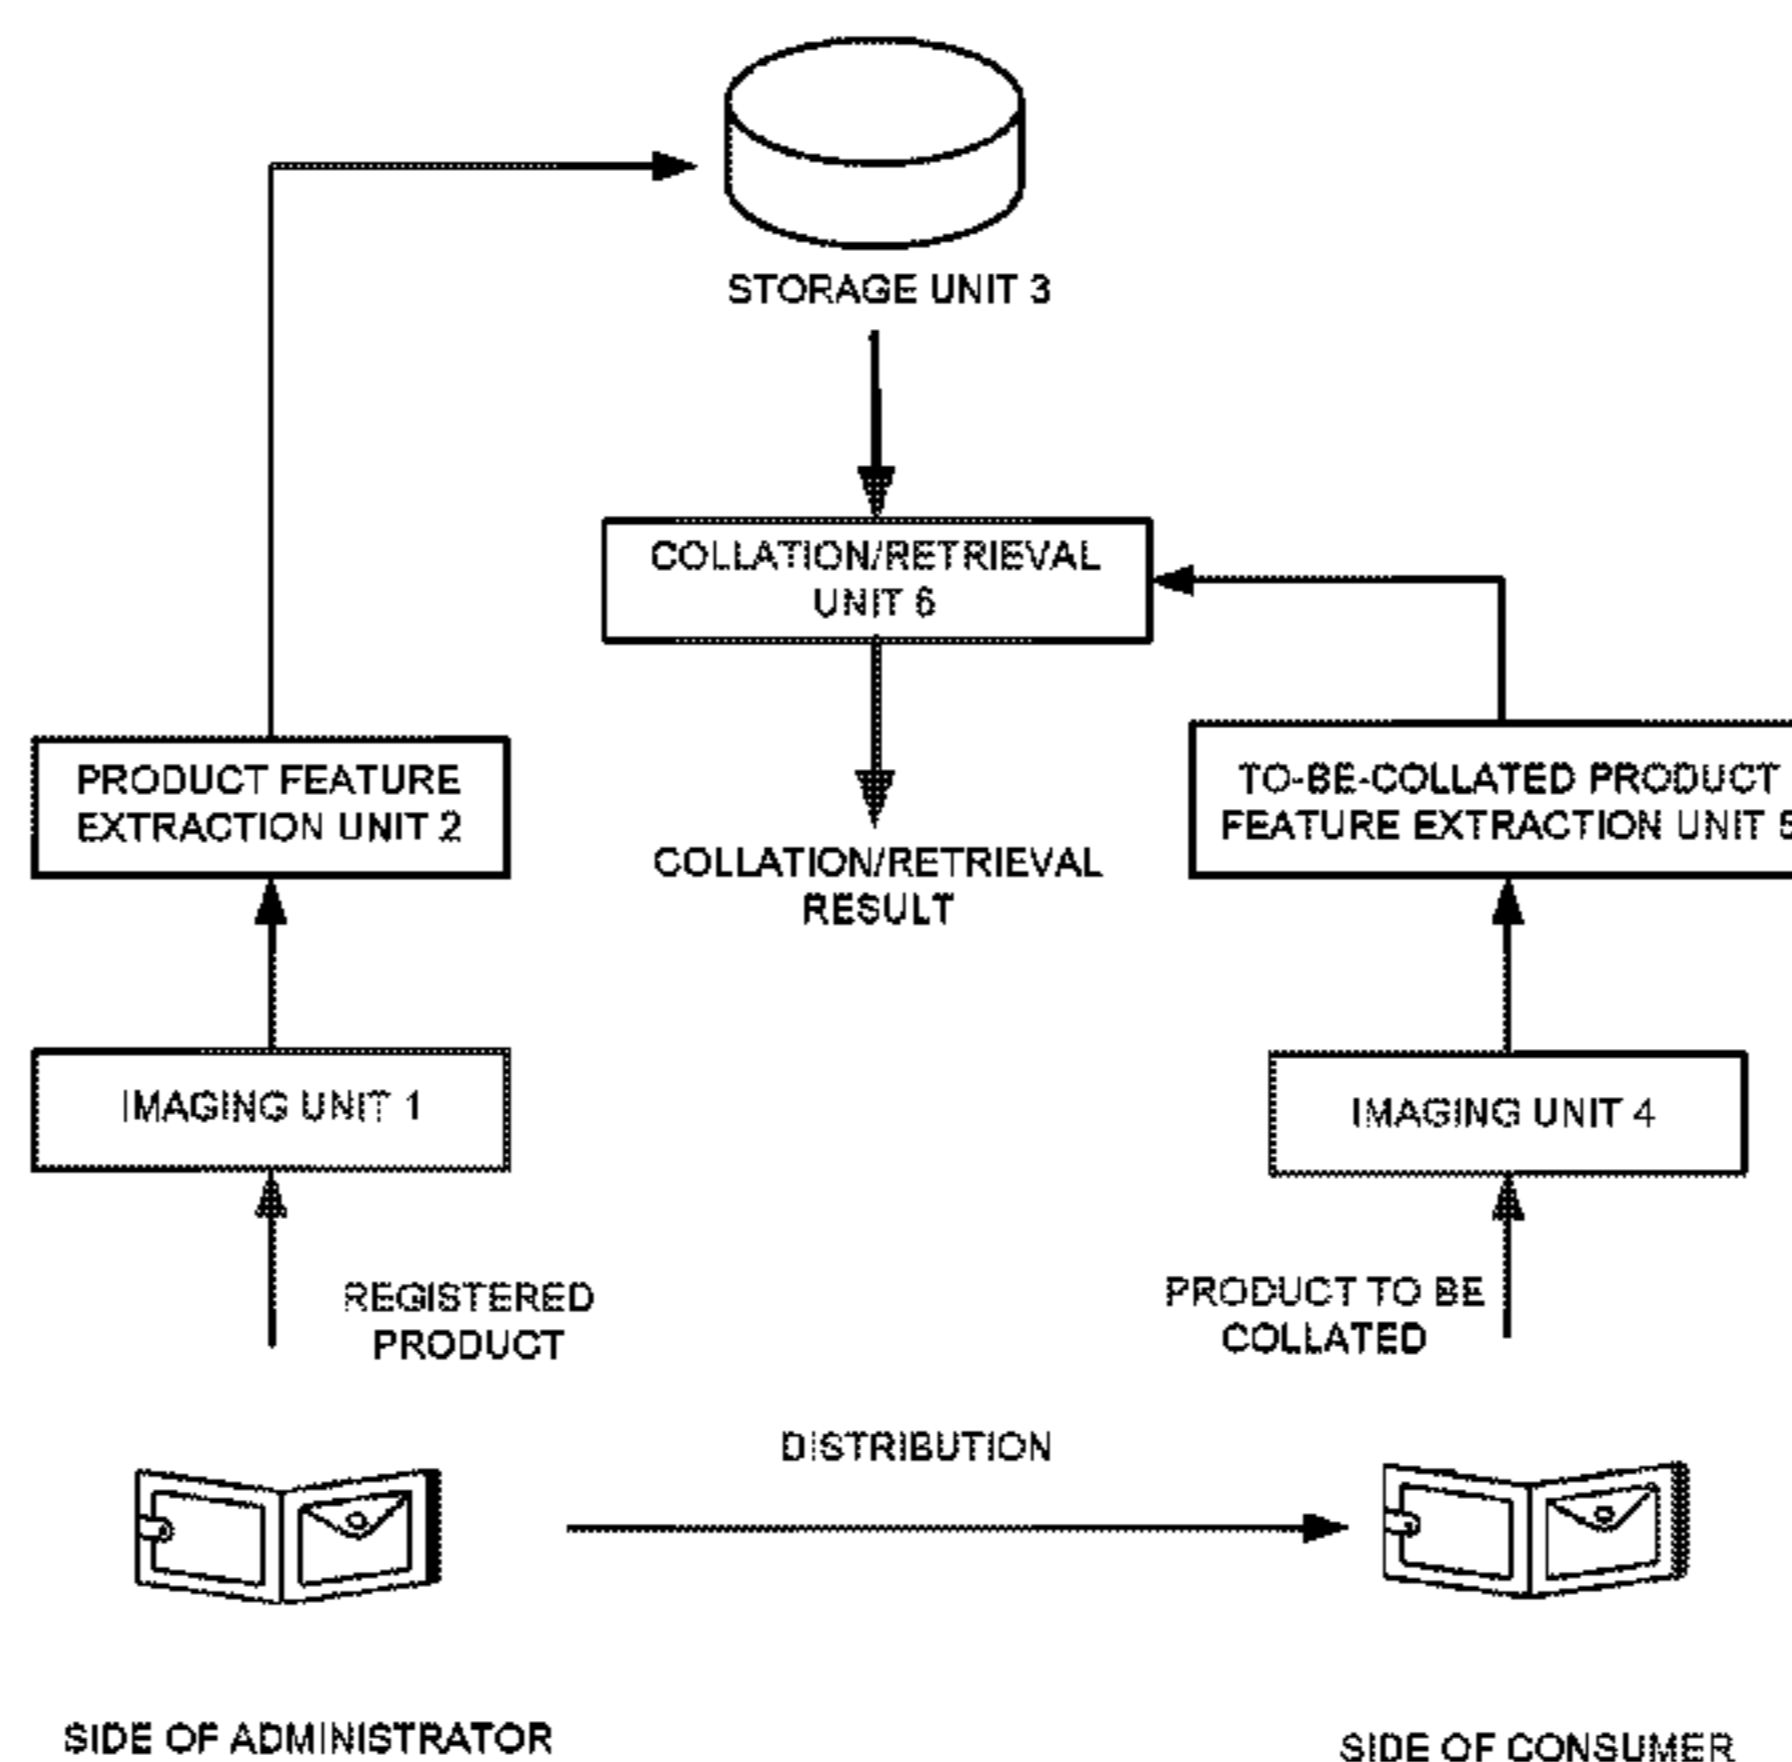 STORAGE UNIT 3
COLLATION/RETRIEVAL
UNIT 6
PRODUCT FEATURE
EXTRACTION UNIT 2
TO-BE-COLLATED PRODUCT
FEATURE EXTRACTION UNIT 5
COLLATION/RETRIEVAL
RESULT
IMAGING UNIT 1
IMAGING UNIT 4
REGISTERED
PRODUCT
PRODUCT TO BE
COLLATED
DISTRIBUTION
SIDE OF ADMINISTRATOR
SIDE OF CONSUMER